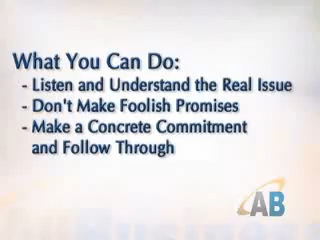 What You Can Do:
- Listen and Understand the Real Issue
- Don't Make Foolish Promises
- Make a Concrete Commitment
and Follow Through
AB